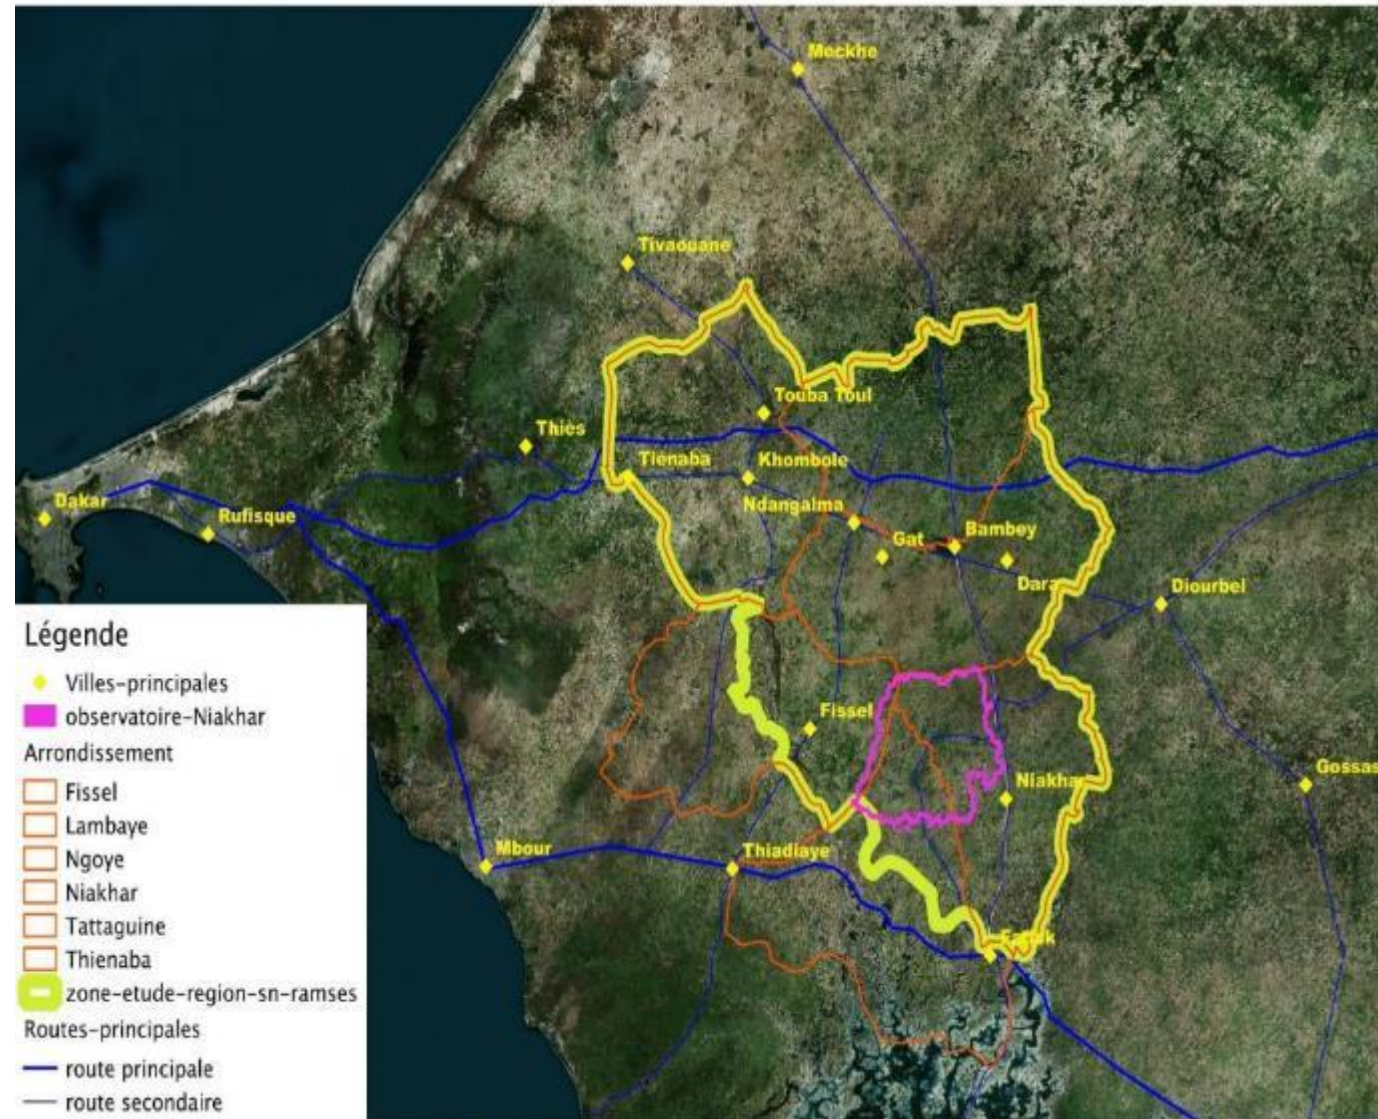 Meckhe
Tivaouane
Touba Toul
Thiès
Tiénaba
Khombole
Ndangalma
Dakar
Rufisque
Gat
Bambey
Dara
Diourbel
Fissel
Niakhar
Gossas
Mbour
Thiadiaye
Légende
Villes-principales
observatoire-Niakhar
Arrondissement
Fissel
Lambaye
Ngoye
Niakhar
Tattaguine
Thienaba
zone-etude-region-sn-ramses
Routes-principales
route principale
route secondaire